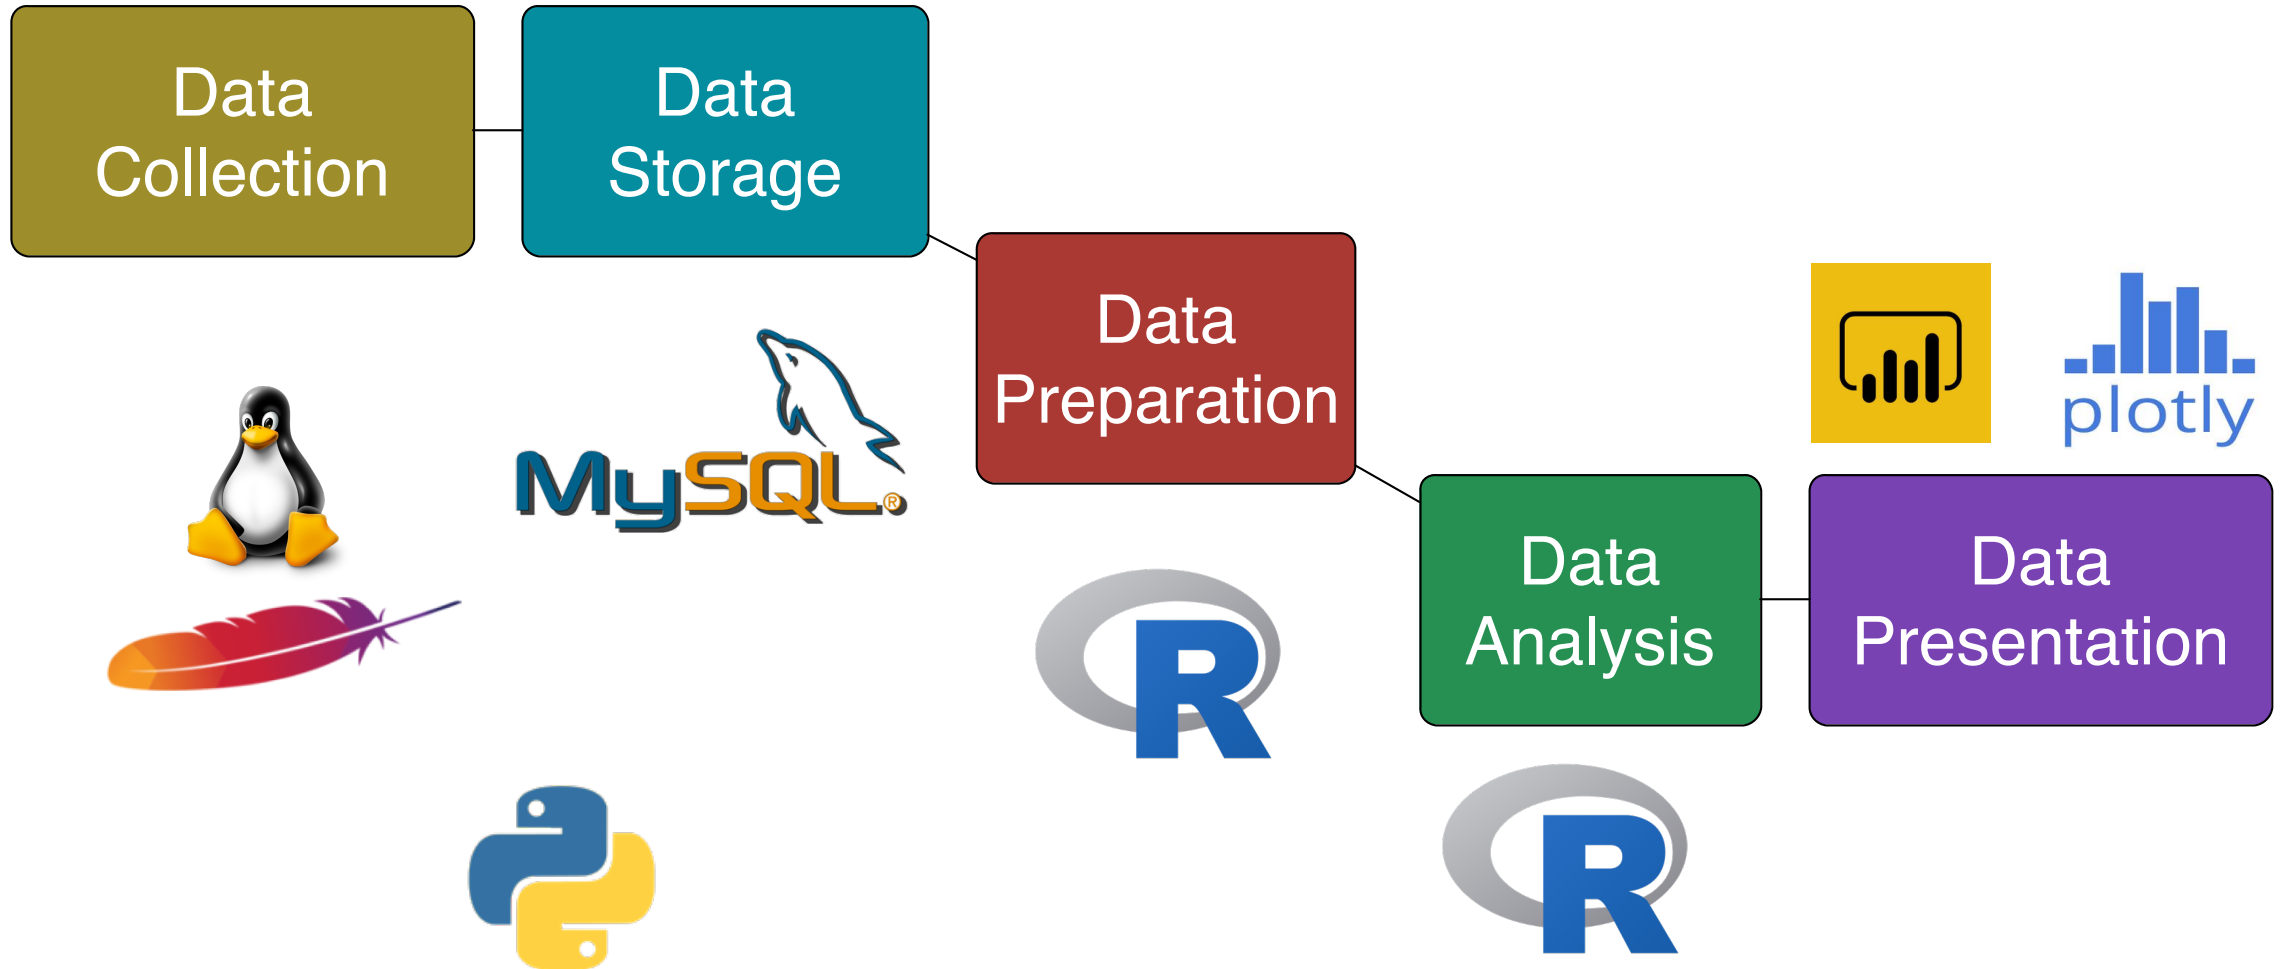 Data
Collection
Data
Storage
Data
Preparation
Data
Analysis
Data
Presentation
MySQL®
plotly
R
R